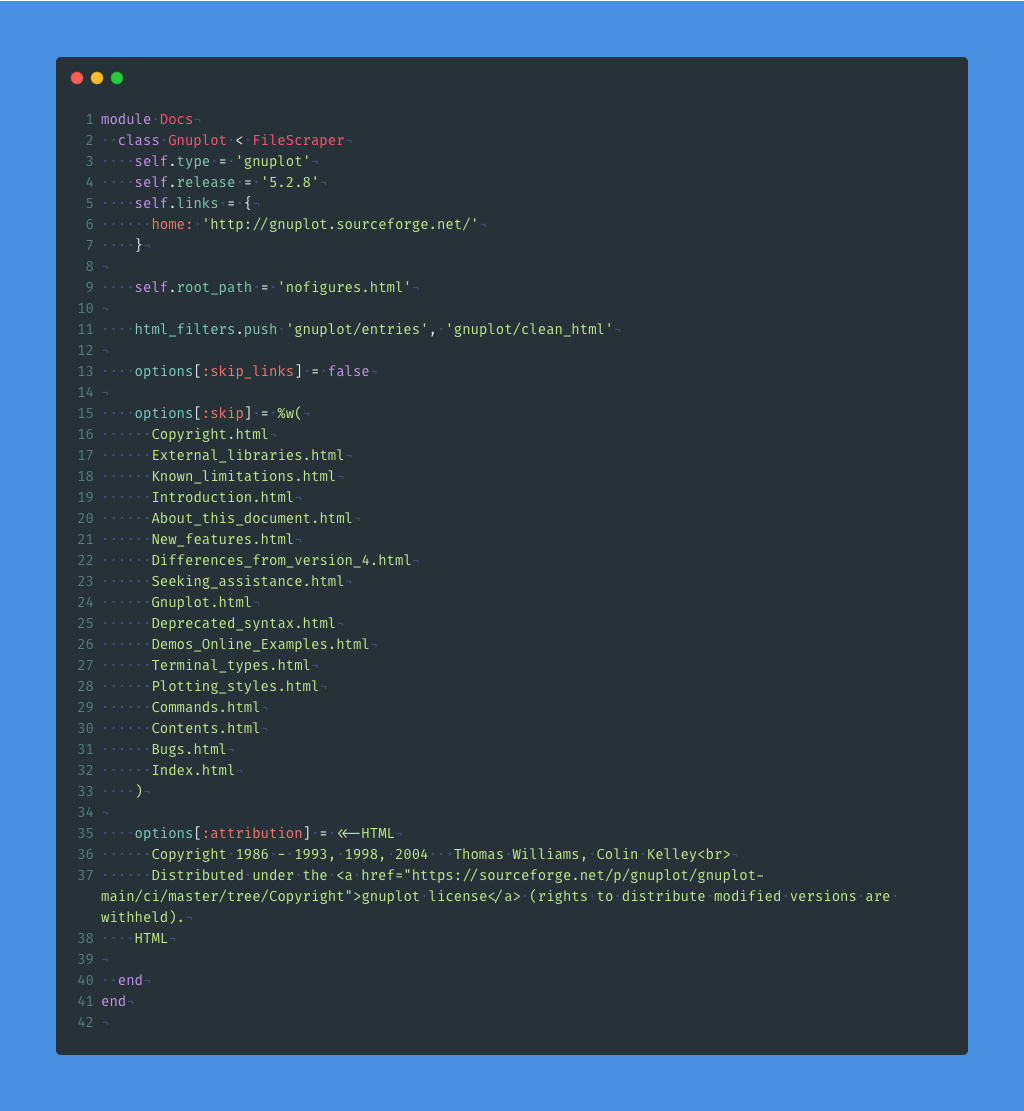 1 module Docs¬
2   class Gnuplot < FileScraper¬
3     self.type = 'gnuplot'¬
4     self.release = '5.2.8'¬
5     self.links = {¬
6       home: 'http://gnuplot.sourceforge.net/'¬
7     }¬
8 ¬
9     self.root_path = 'nofigures.html'¬
10 ¬
11     html_filters.push 'gnuplot/entries', 'gnuplot/clean_html'¬
12 ¬
13     options[:skip_links] = false¬
14 ¬
15     options[:skip] = %w(¬
16       Copyright.html¬
17       External_libraries.html¬
18       Known_limitations.html¬
19       Introduction.html¬
20       About_this_document.html¬
21       New_features.html¬
22       Differences_from_version_4.html¬
23       Seeking_assistance.html¬
24       Gnuplot.html¬
25       Deprecated_syntax.html¬
26       Demos_Online_Examples.html¬
27       Terminal_types.html¬
28       Plotting_styles.html¬
29       Commands.html¬
30       Contents.html¬
31       Bugs.html¬
32       Index.html¬
33     )¬
34 ¬
35     options[:attribution] = <<-HTML¬
36       Copyright 1986 - 1993, 1998, 2004   Thomas Williams, Colin Kelley<br>¬
37       Distributed under the <a href="https://sourceforge.net/p/gnuplot/gnuplot-
main/ci/master/tree/Copyright">gnuplot license</a> (rights to distribute modified versions are
withheld).¬
38     HTML¬
39 ¬
40   end¬
41 end¬
42 ¬